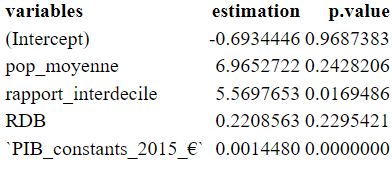 variables estimation p.value
(Intercept) -0.6934446 0.9687383
pop_moyenne 6.9652722 0.2428206
rapport_interdecile 5.5697653 0.0169486
RDB 0.2208563 0.2295421
`PIB_constants_2015_€` 0.0014480 0.0000000